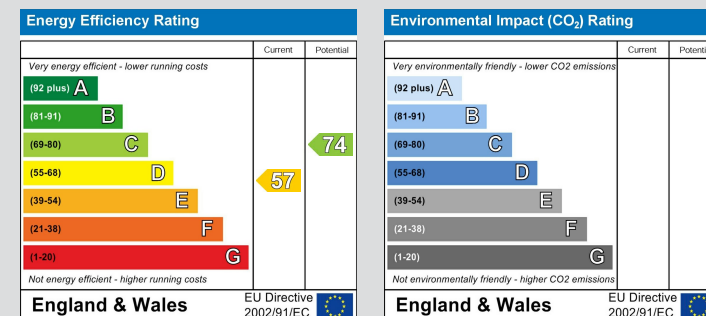 Energy Efficiency Rating
Current Potential
Very energy efficient - lower running costs
(92 plus) A
(81-91) B
(69-80) C
74
(55-68) D
57
(39-54) E
(21-38) F
(1-20) G
Not energy efficient - higher running costs
England & Wales
EU Directive
2002/91/EC
Environmental Impact (CO₂) Rating
Current Potenti
Very environmentally friendly - lower CO2 emissions
(92 plus) A
(81-91) B
(69-80) C
(55-68) D
(39-54) E
(21-38) F
(1-20) G
Not environmentally friendly - higher CO2 emissions
England & Wales
EU Directive
2002/91/EC